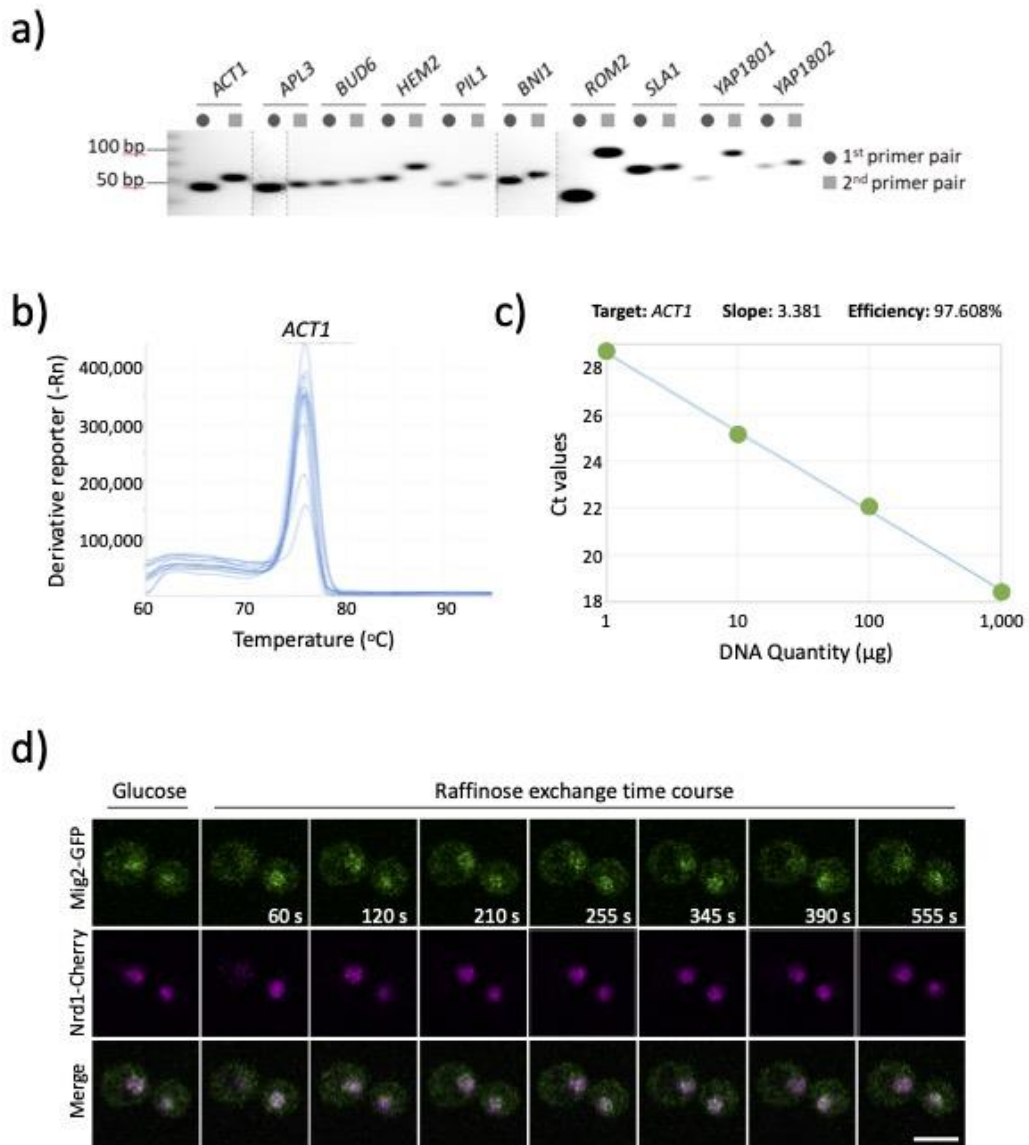 a)
ACT1 APL3 BUD6 HEM2 PIL1 BNI1 ROM2 SLA1 YAP1801 YAP1802
100 bp
50 bp
1st primer pair
2nd primer pair
b)
ACT1
Derivative reporter (-Rn)
400,000
300,000
200,000
100,000
60 70 80 90
Temperature (oC)
c)
Target: ACT1 Slope: 3.381 Efficiency: 97.608%
Ct values
28
26
24
22
20
18
1 10 100 1,000
DNA Quantity (µg)
d)
Glucose Raffinose exchange time course
Mig2-GFP
60 s 120 s 210 s 255 s 345 s 390 s 555 s
Nrd1-Cherry
Merge